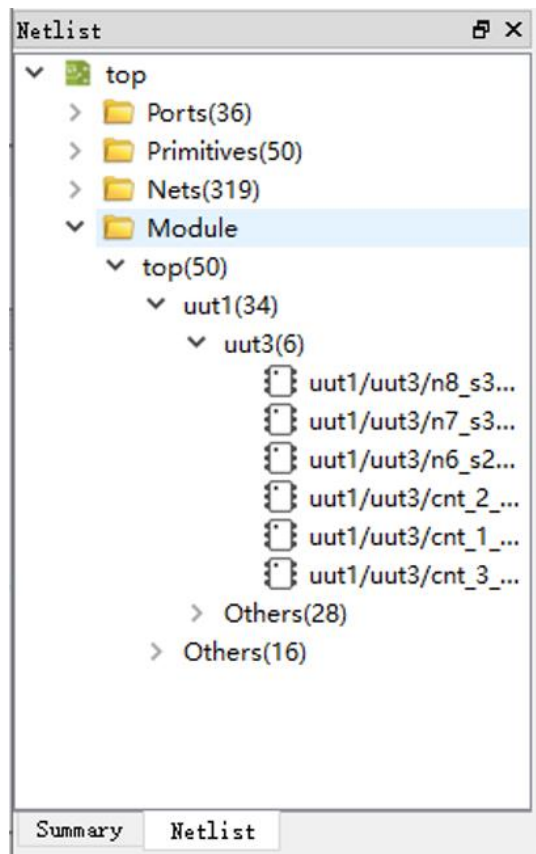 Netlist
top
Ports(36)
Primitives(50)
Nets(319)
Module
top(50)
uut1(34)
uut3(6)
uut1/uut3/n8_s3...
uut1/uut3/n7_s3...
uut1/uut3/n6_s2...
uut1/uut3/cnt_2_...
uut1/uut3/cnt_1_...
uut1/uut3/cnt_3_...
Others(28)
Others(16)
Summary Netlist